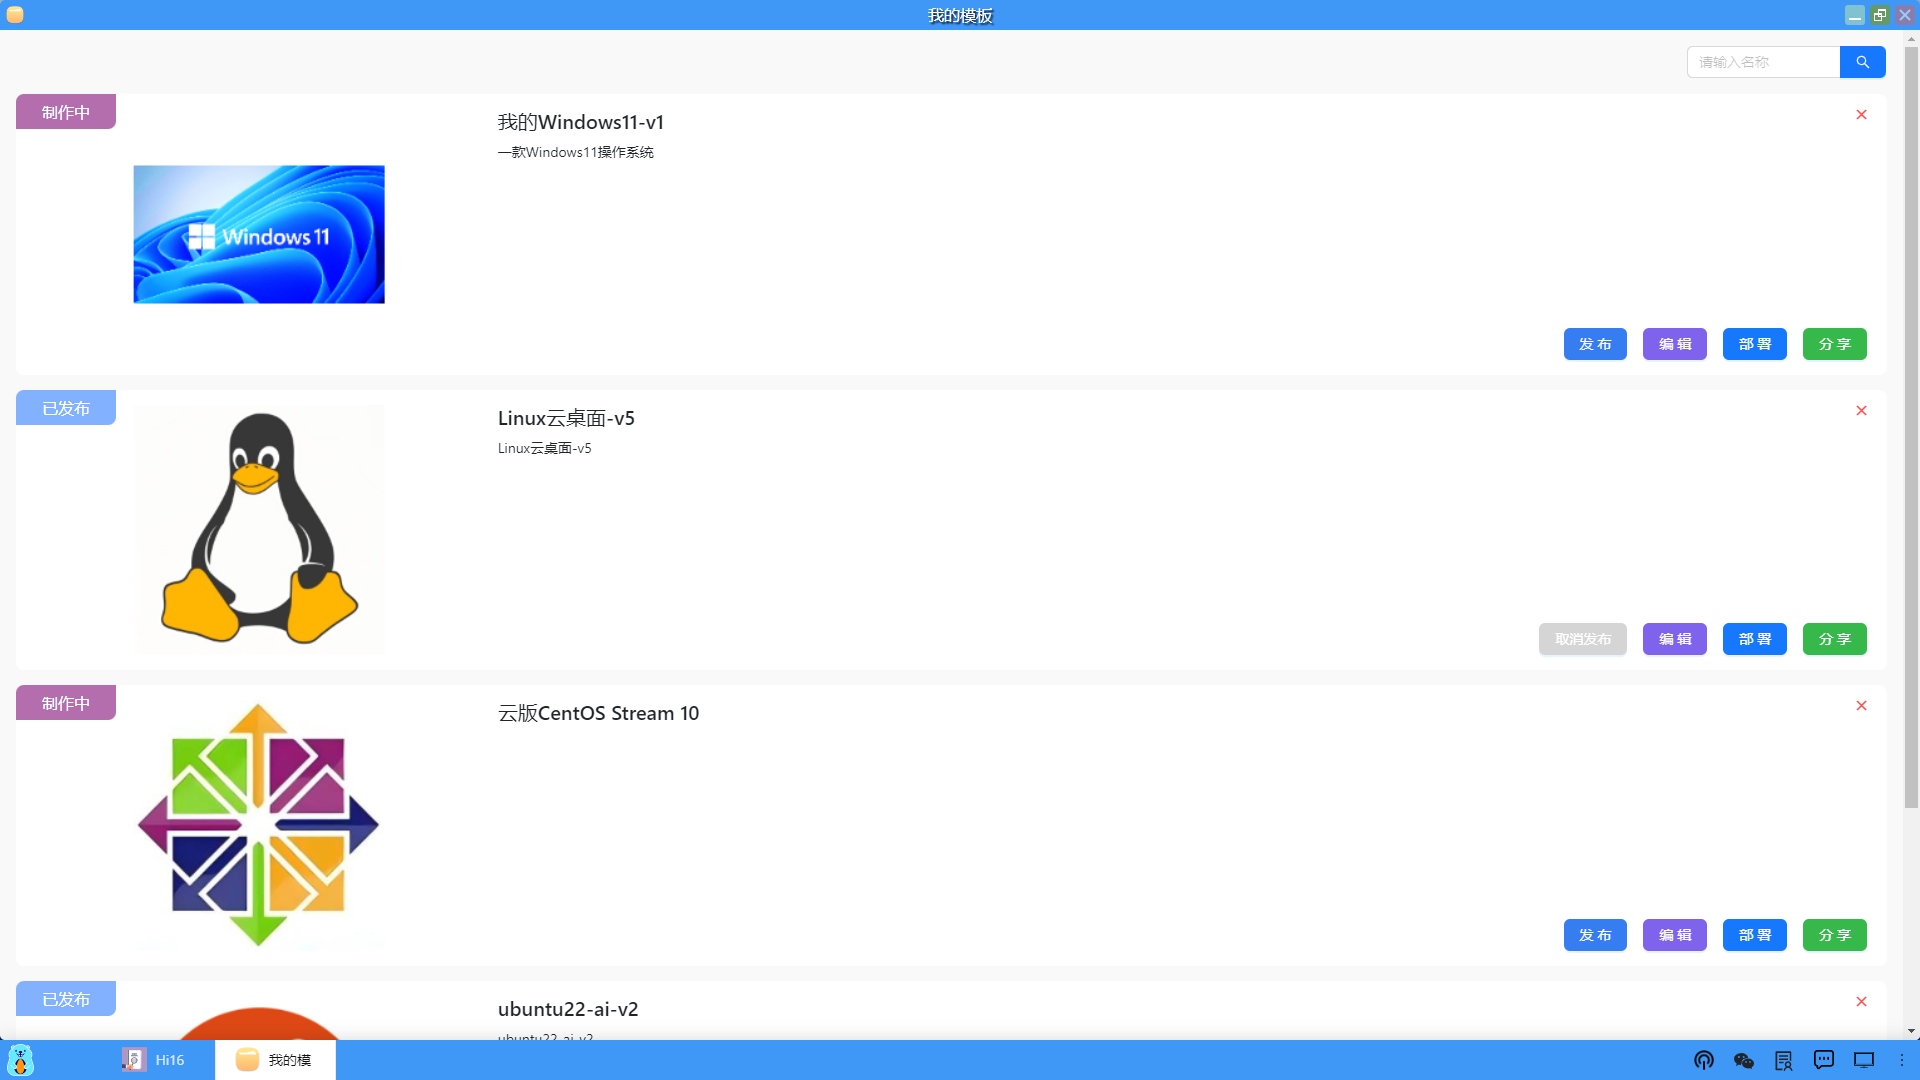 我的模板
请输入名称
制作中
我的Windows11-v1
一款Windows11操作系统
Windows 11
发布 编辑 部署 分享
已发布
Linux云桌面-v5
Linux云桌面-v5
取消发布 编辑 部署 分享
制作中
云版CentOS Stream 10
发布 编辑 部署 分享
已发布
ubuntu22-ai-v2
ubuntu22-ai-v2
Hi16
我的模